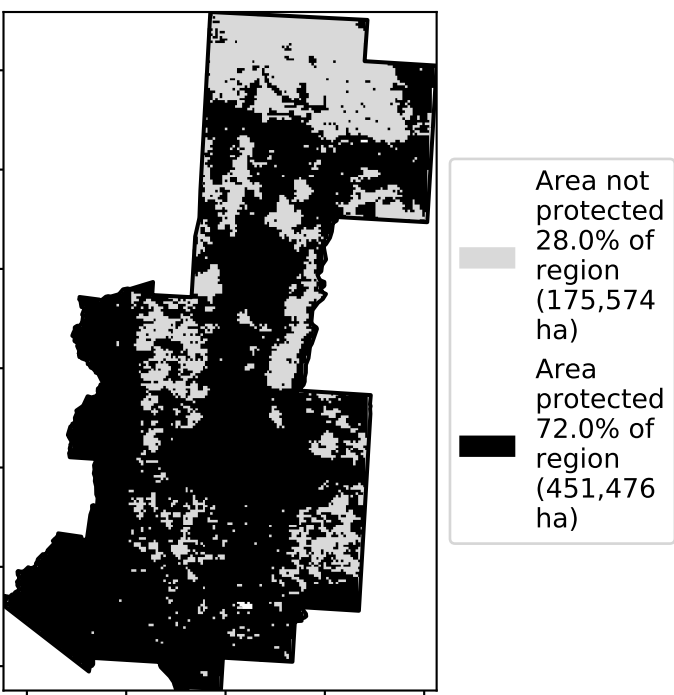 Area not
protected
28.0% of
region
(175,574
ha)
Area
protected
72.0% of
region
(451,476
ha)